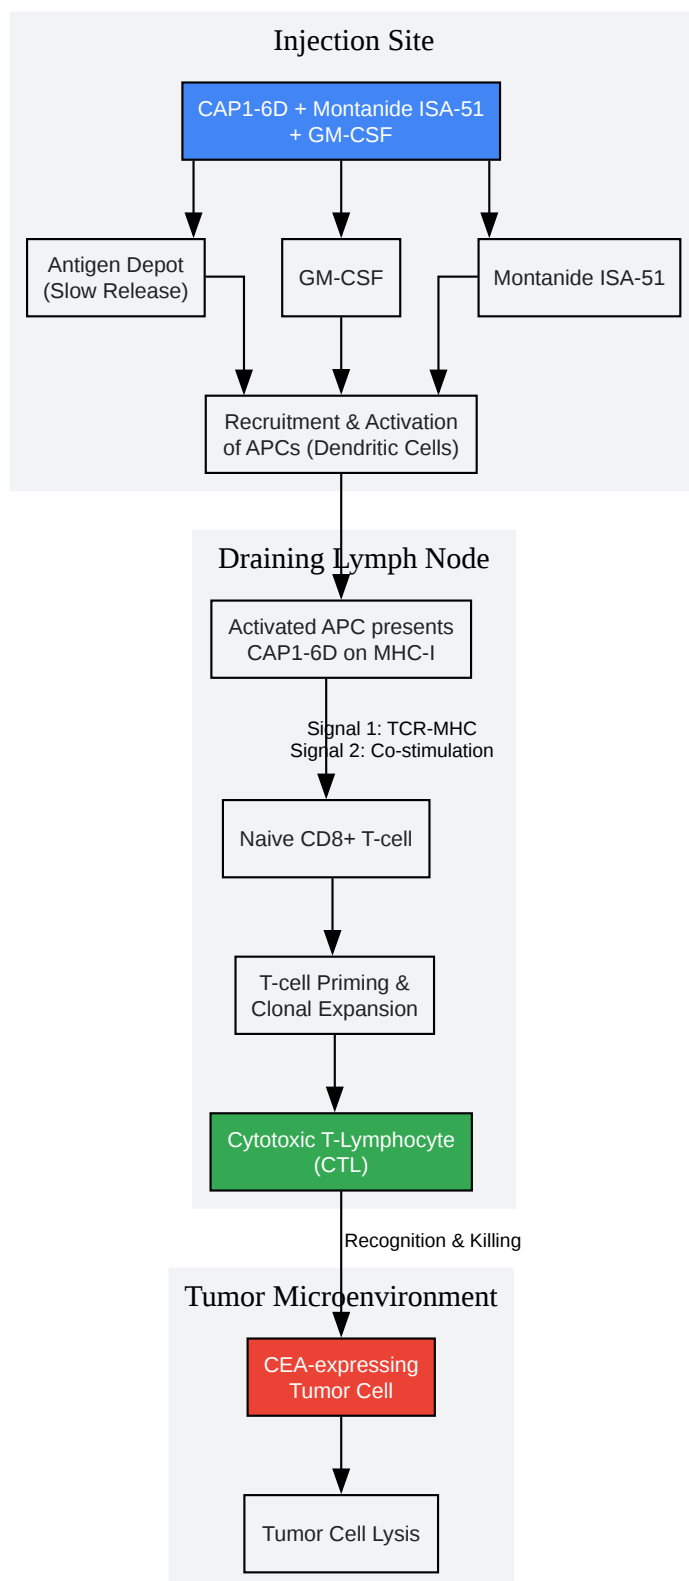 Injection Site
CAP1-6D + Montanide ISA-51
+ GM-CSF
Antigen Depot
(Slow Release)
GM-CSF
Montanide ISA-51
Recruitment & Activation
of APCs (Dendritic Cells)
Draining Lymph Node
Activated APC presents
CAP1-6D on MHC-I
Signal 1: TCR-MHC
Signal 2: Co-stimulation
Naive CD8+ T-cell
T-cell Priming &
Clonal Expansion
Cytotoxic T-Lymphocyte
(CTL)
Recognition & Killing
Tumor Microenvironment
CEA-expressing
Tumor Cell
Tumor Cell Lysis